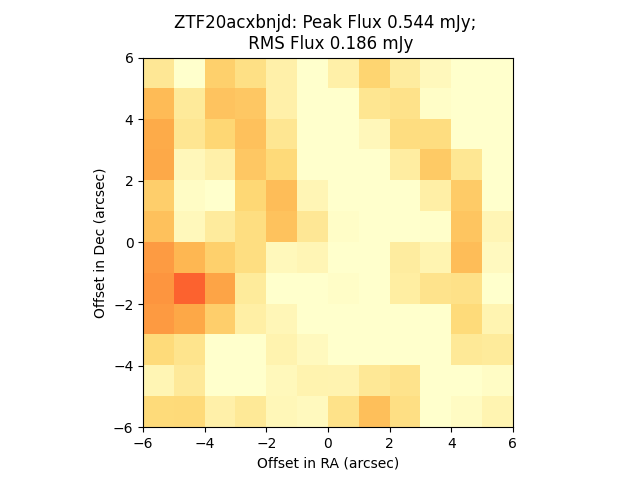 ZTF20acxbnjd: Peak Flux 0.544 mJy;
RMS Flux 0.186 mJy
6
4
2
0
−2
−4
−6
Offset in Dec (arcsec)
−6 −4 −2 0 2 4 6
Offset in RA (arcsec)